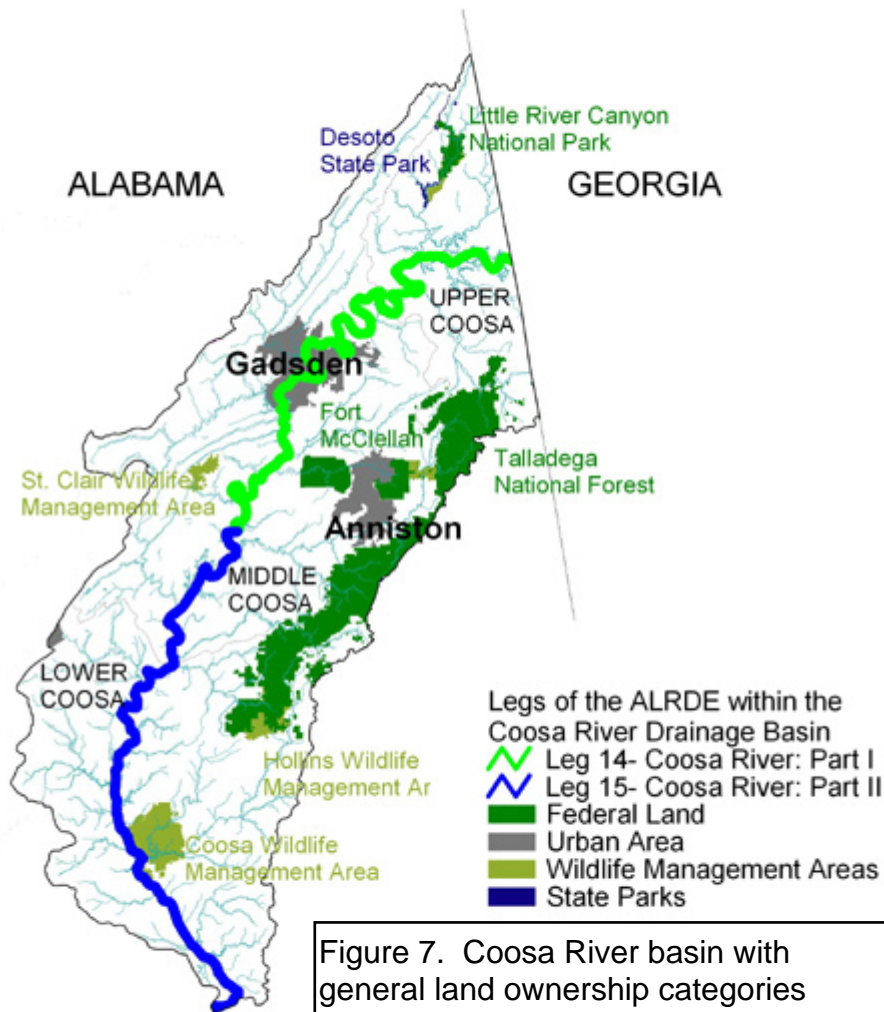 Little River Canyon
National Park
Desoto
State Park
ALABAMA
GEORGIA
UPPER
COOSA
Gadsden
Fort
McClellan
Talladega
National Forest
St. Clair Wildlife
Management Area
Anniston
MIDDLE
COOSA
LOWER
COOSA
Hollins Wildlife
Management Ar
Coosa Wildlife
Management Area
Legs of the ALRDE within the
Coosa River Drainage Basin
Leg 14- Coosa River: Part I
Leg 15- Coosa River: Part II
Federal Land
Urban Area
Wildlife Management Areas
State Parks
Figure 7. Coosa River basin with
general land ownership categories